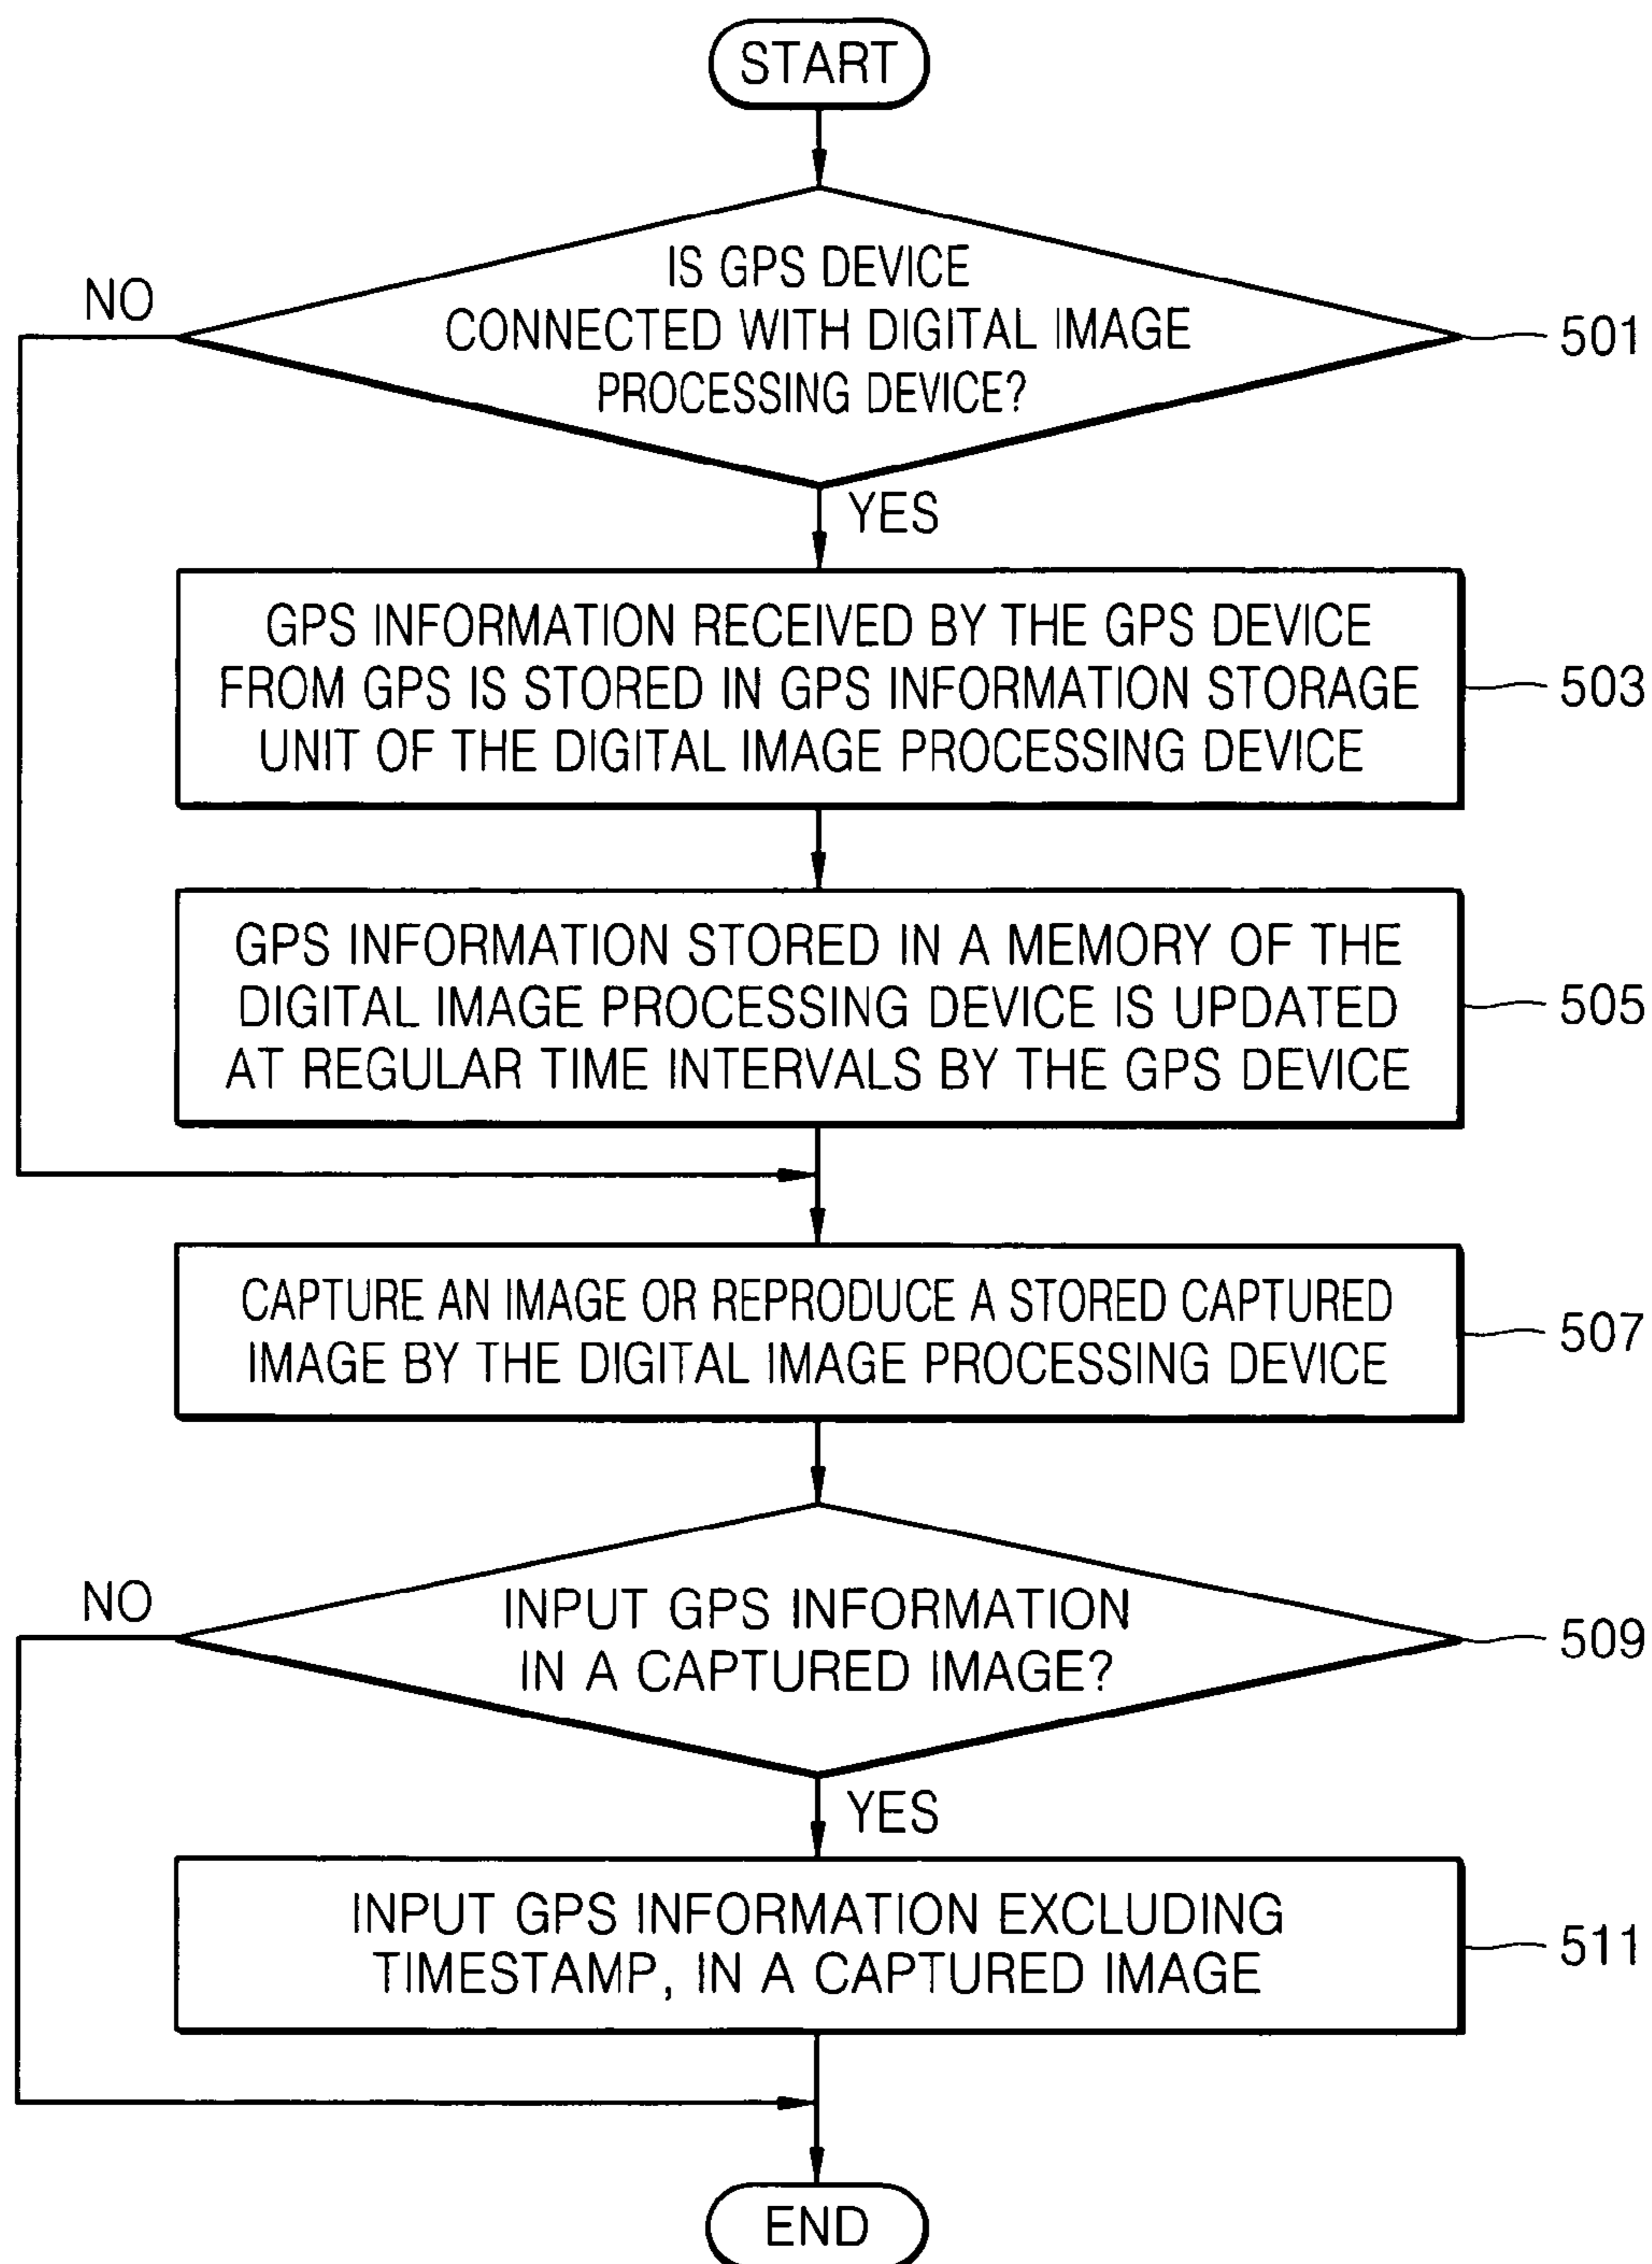 START
IS GPS DEVICE
CONNECTED WITH DIGITAL IMAGE
PROCESSING DEVICE?
NO
501
YES
GPS INFORMATION RECEIVED BY THE GPS DEVICE
FROM GPS IS STORED IN GPS INFORMATION STORAGE
UNIT OF THE DIGITAL IMAGE PROCESSING DEVICE
503
GPS INFORMATION STORED IN A MEMORY OF THE
DIGITAL IMAGE PROCESSING DEVICE IS UPDATED
AT REGULAR TIME INTERVALS BY THE GPS DEVICE
505
CAPTURE AN IMAGE OR REPRODUCE A STORED CAPTURED
IMAGE BY THE DIGITAL IMAGE PROCESSING DEVICE
507
NO
INPUT GPS INFORMATION
IN A CAPTURED IMAGE?
509
YES
INPUT GPS INFORMATION EXCLUDING
TIMESTAMP, IN A CAPTURED IMAGE
511
END